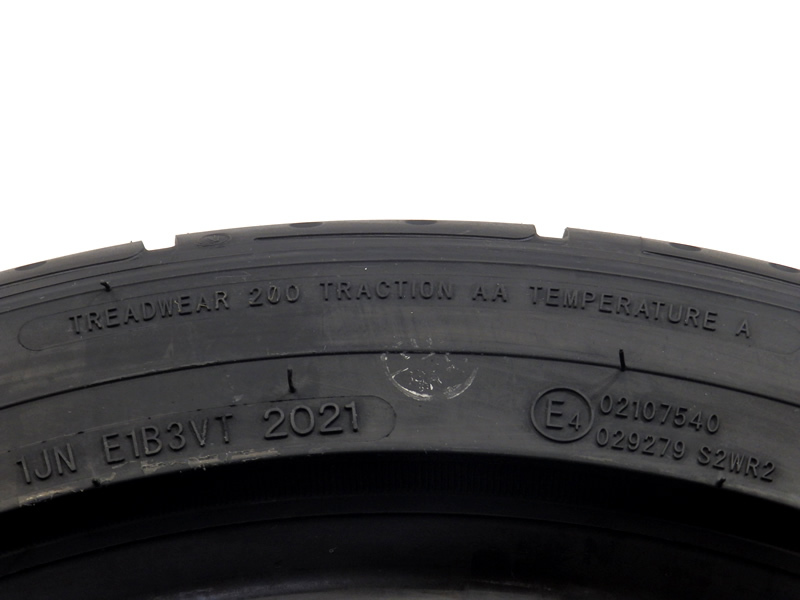 TREADWEAR 200 TRACTION AA TEMPERATURE A
1JN E1B3VT 2021
E4 02107540
029279 S2WR2